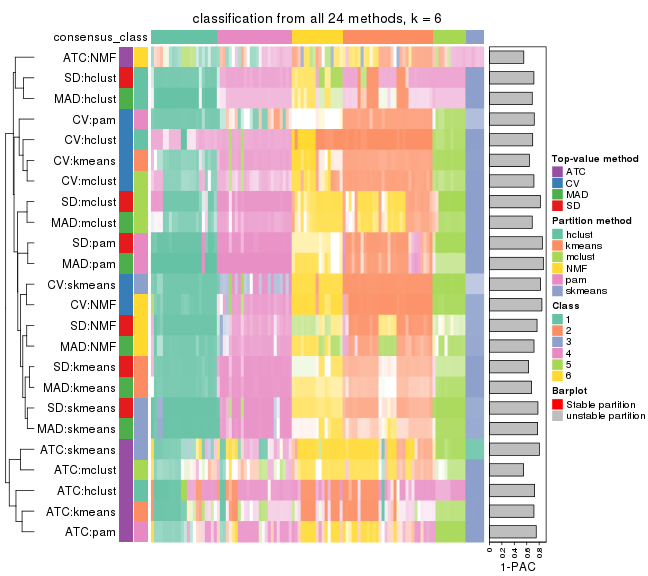 classification from all 24 methods, k = 6
consensus_class
ATC:NMF
SD:hclust
MAD:hclust
CV:pam
CV:hclust
CV:kmeans
CV:mclust
SD:mclust
MAD:mclust
SD:pam
MAD:pam
CV:skmeans
CV:NMF
SD:NMF
MAD:NMF
SD:kmeans
MAD:kmeans
SD:skmeans
MAD:skmeans
ATC:skmeans
ATC:mclust
ATC:hclust
ATC:kmeans
ATC:pam
0
0.2
0.4
0.6
0.8
1-PAC
Top-value method
ATC
CV
MAD
SD
Partition method
hclust
kmeans
mclust
NMF
pam
skmeans
Class
1
2
3
4
5
6
Barplot
Stable partition
unstable partition